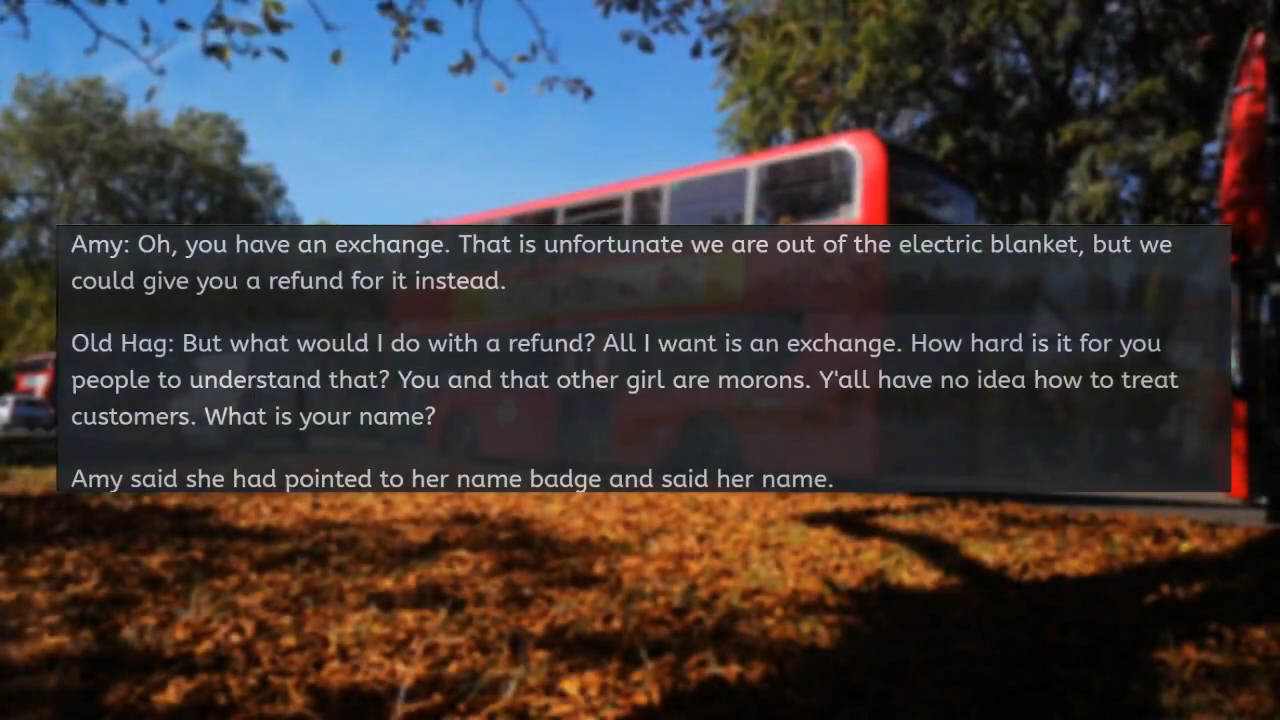 Amy: Oh, you have an exchange. That is unfortunate we are out of the electric blanket, but we
could give you a refund for it instead.
Old Hag: But what would I do with a refund? All I want is an exchange. How hard is it for you
people to understand that? You and that other girl are morons. Y'all have no idea how to treat
customers. What is your name?
Amy said she had pointed to her name badge and said her name.